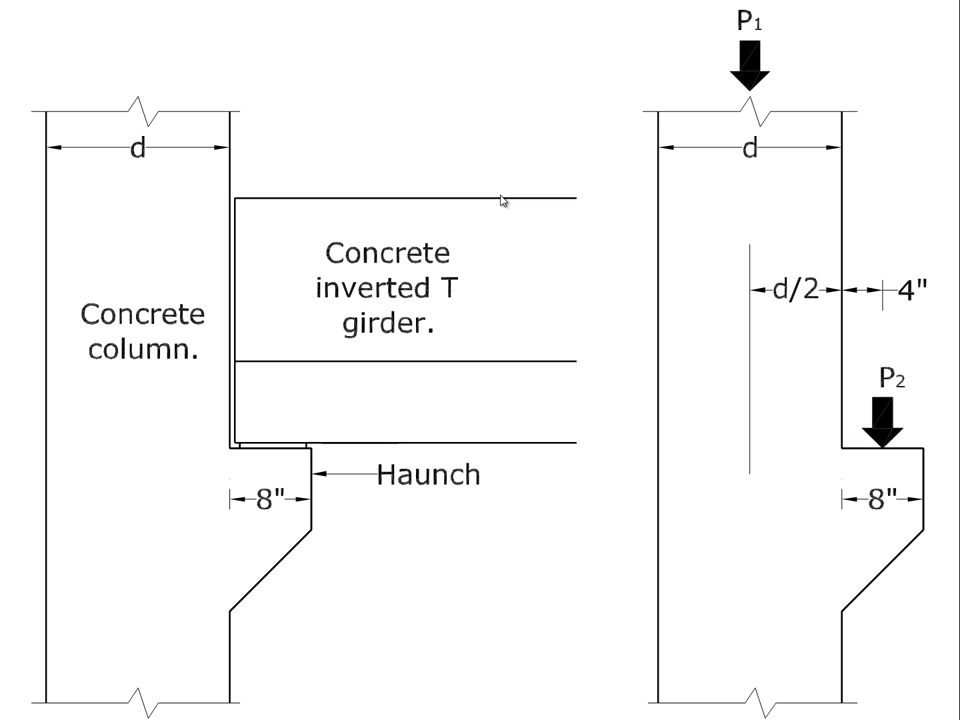 P1
d
d
Concrete
inverted T
girder.
Concrete
column.
d/2
4"
P2
Haunch
8"
8"